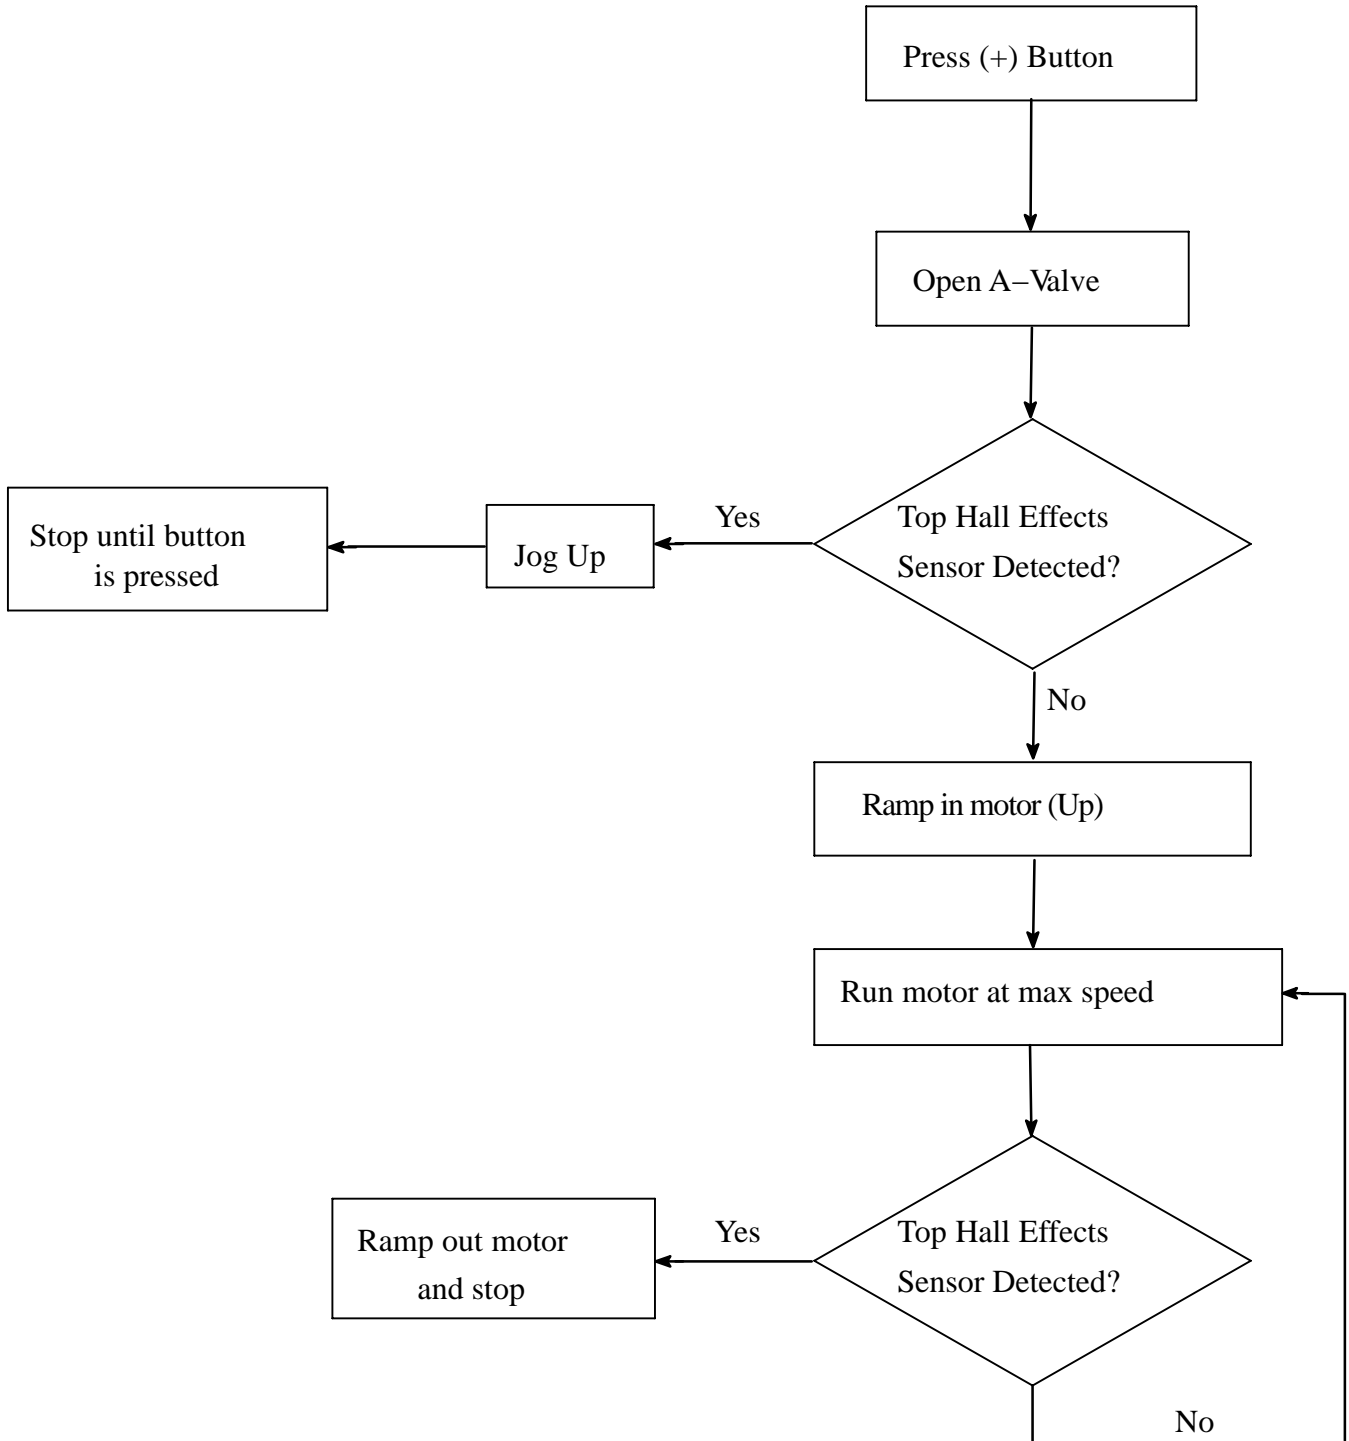 Press (+) Button
Open A–Valve
Top Hall Effects
Sensor Detected?
Yes
Jog Up
Stop until button
is pressed
No
Ramp in motor (Up)
Run motor at max speed
Top Hall Effects
Sensor Detected?
Yes
Ramp out motor
and stop
No